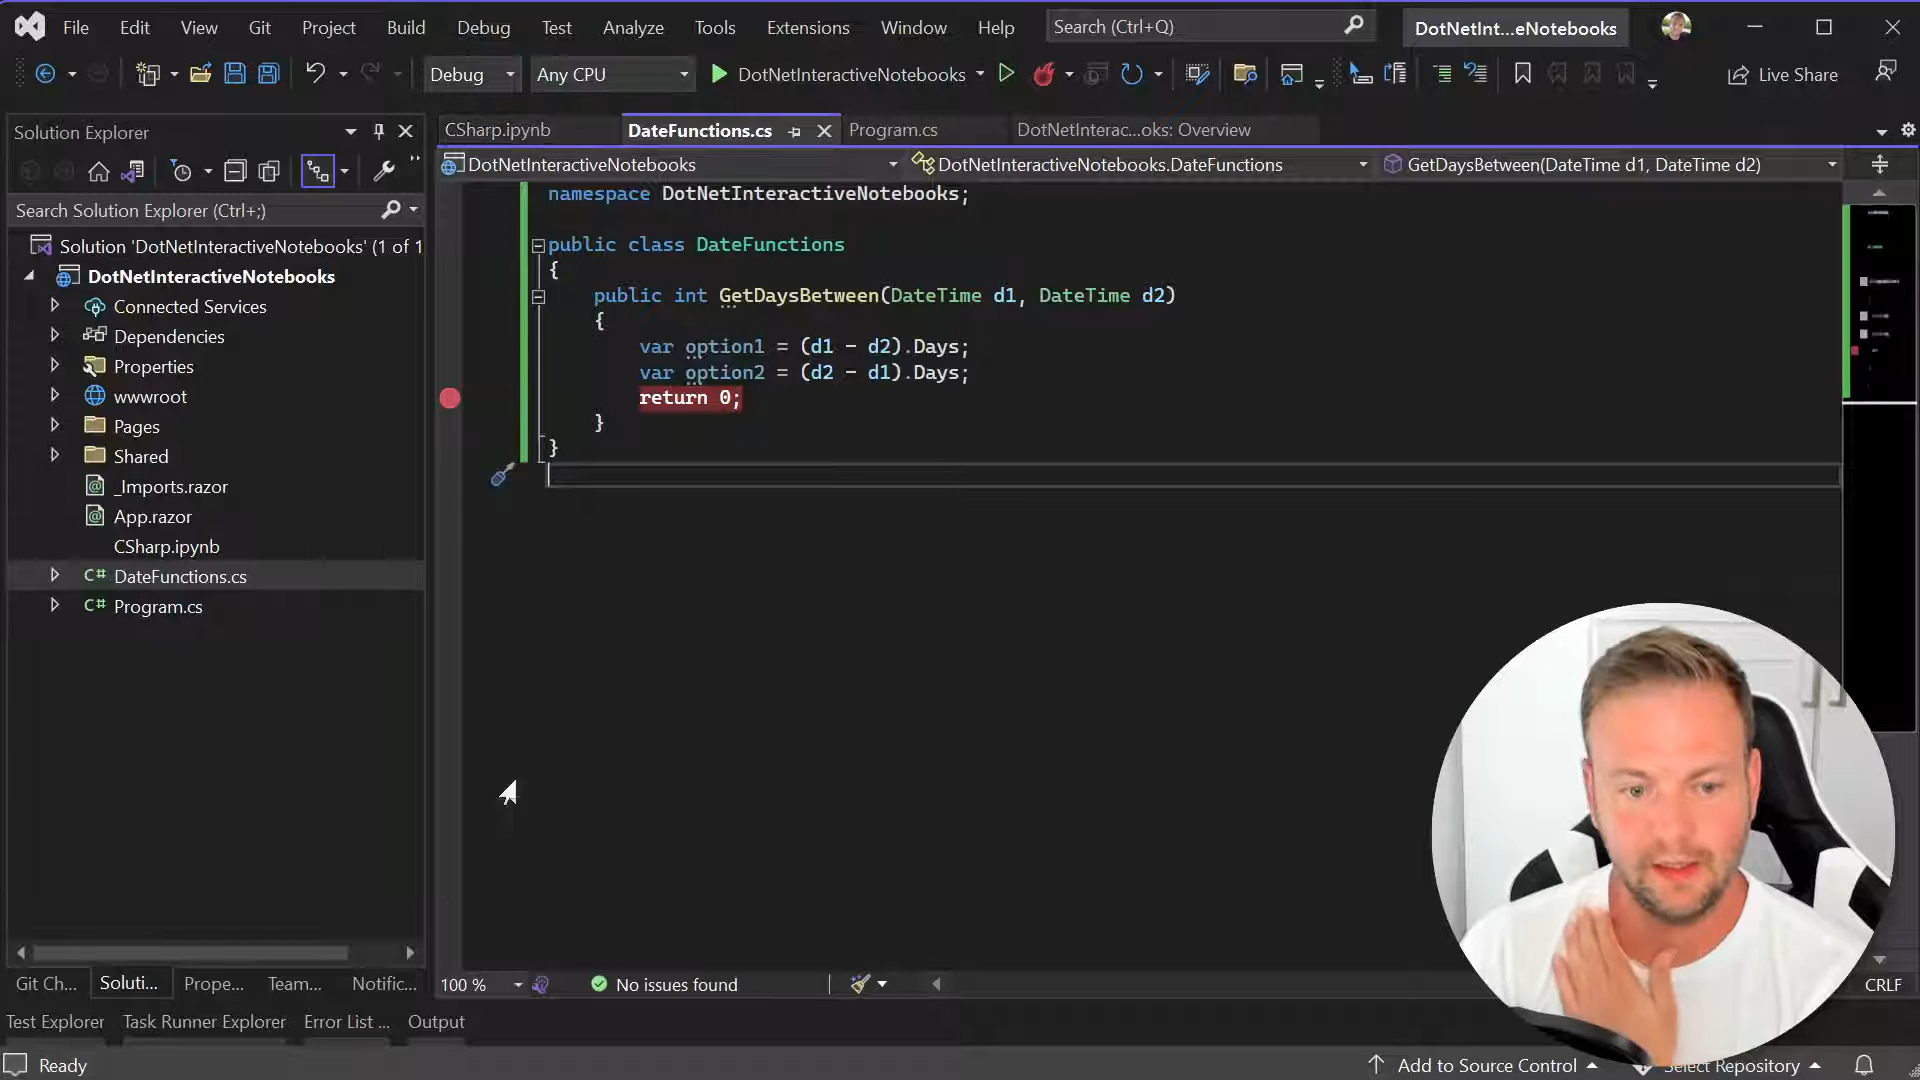 File Edit View Git Project Build Debug Test Analyze Tools Extensions Window Help Search (Ctrl+Q) DotNetInt...eNotebooks
Debug Any CPU DotNetInteractiveNotebooks Live Share
Solution Explorer
Search Solution Explorer (Ctrl+;)
Solution 'DotNetInteractiveNotebooks' (1 of 1
DotNetInteractiveNotebooks
Connected Services
Dependencies
Properties
wwwroot
Pages
Shared
_Imports.razor
App.razor
CSharp.ipynb
C# DateFunctions.cs
C# Program.cs
Git Ch... Soluti... Prope... Team... Notific...
CSharp.ipynb DateFunctions.cs Program.cs DotNetInterac...oks: Overview
DotNetInteractiveNotebooks DotNetInteractiveNotebooks.DateFunctions GetDaysBetween(DateTime d1, DateTime d2)
namespace DotNetInteractiveNotebooks;
public class DateFunctions
{
public int GetDaysBetween(DateTime d1, DateTime d2)
{
var option1 = (d1 - d2).Days;
var option2 = (d2 - d1).Days;
return 0;
}
}
100 % No issues found CRLF
Test Explorer Task Runner Explorer Error List ... Output
Ready Add to Source Control Select Repository